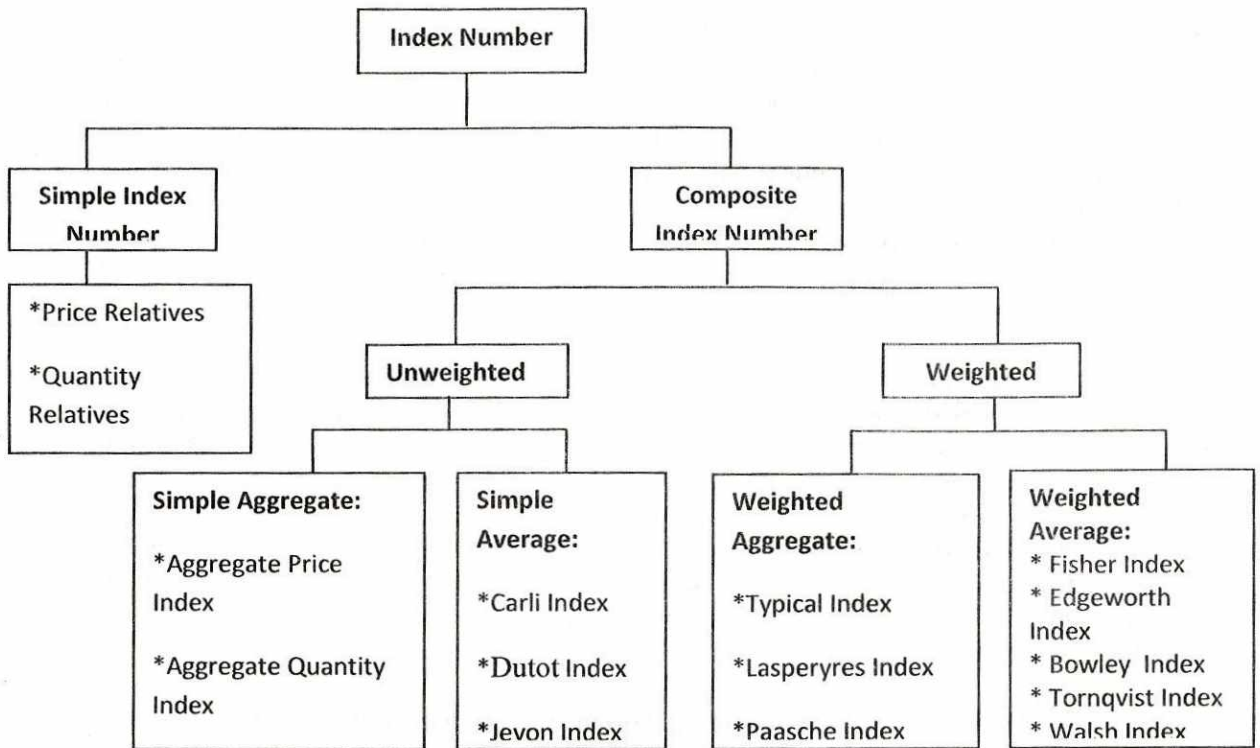 Index Number
Simple Index
Number
Composite
Index Number
*Price Relatives
*Quantity
Relatives
Unweighted
Weighted
Simple Aggregate:
*Aggregate Price
Index
*Aggregate Quantity
Index
Simple
Average:
*Carli Index
*Dutot Index
*Jevon Index
Weighted
Aggregate:
*Typical Index
*Lasperyres Index
*Paasche Index
Weighted
Average:
* Fisher Index
* Edgeworth
Index
* Bowley Index
* Tornqvist Index
* Walsh Index